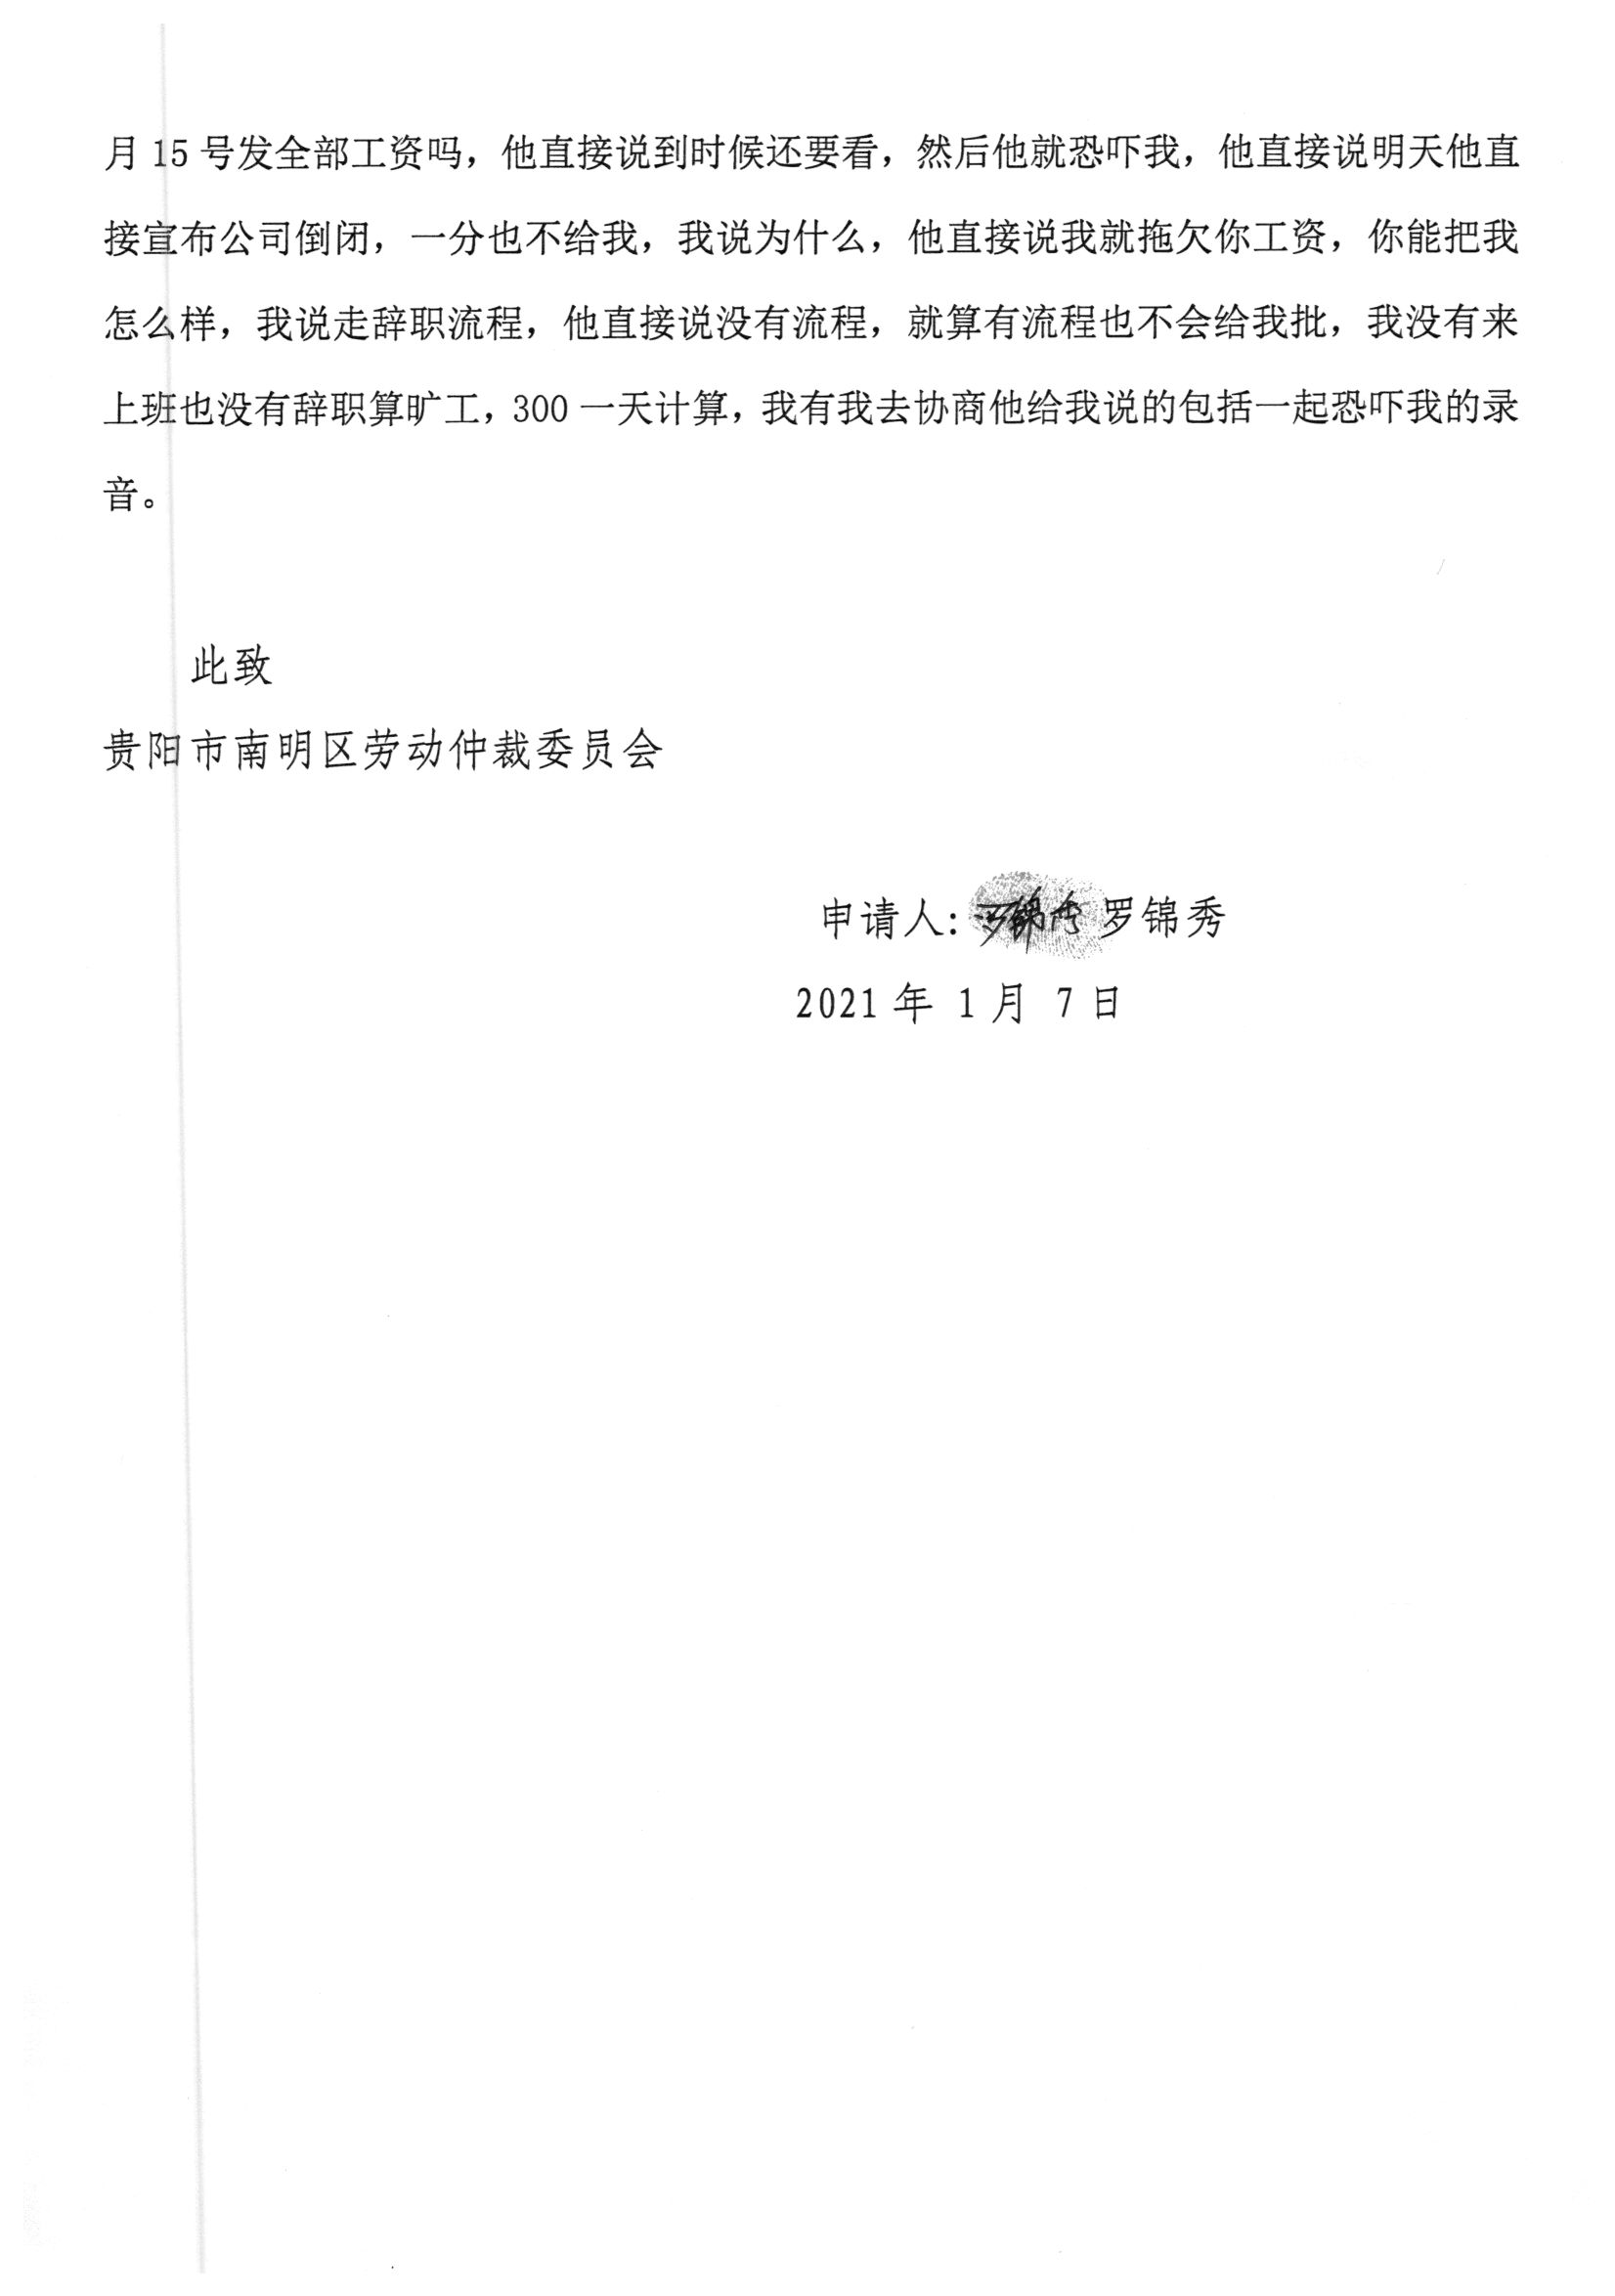 月 15 号发全部工资吗，他直接说到时候还要看，然后他就恐吓我，他直接说明天他直
接宣布公司倒闭，一分也不给我，我说为什么，他直接说我就拖欠你工资，你能把我
怎么样，我说走辞职流程，他直接说没有流程，就算有流程也不会给我批，我没有来
上班也没有辞职算旷工，300 一天计算，我有我去协商他给我说的包括一起恐吓我的录
音。
此致
贵阳市南明区劳动仲裁委员会
申请人：罗锦秀 罗锦秀
2021 年 1 月 7 日